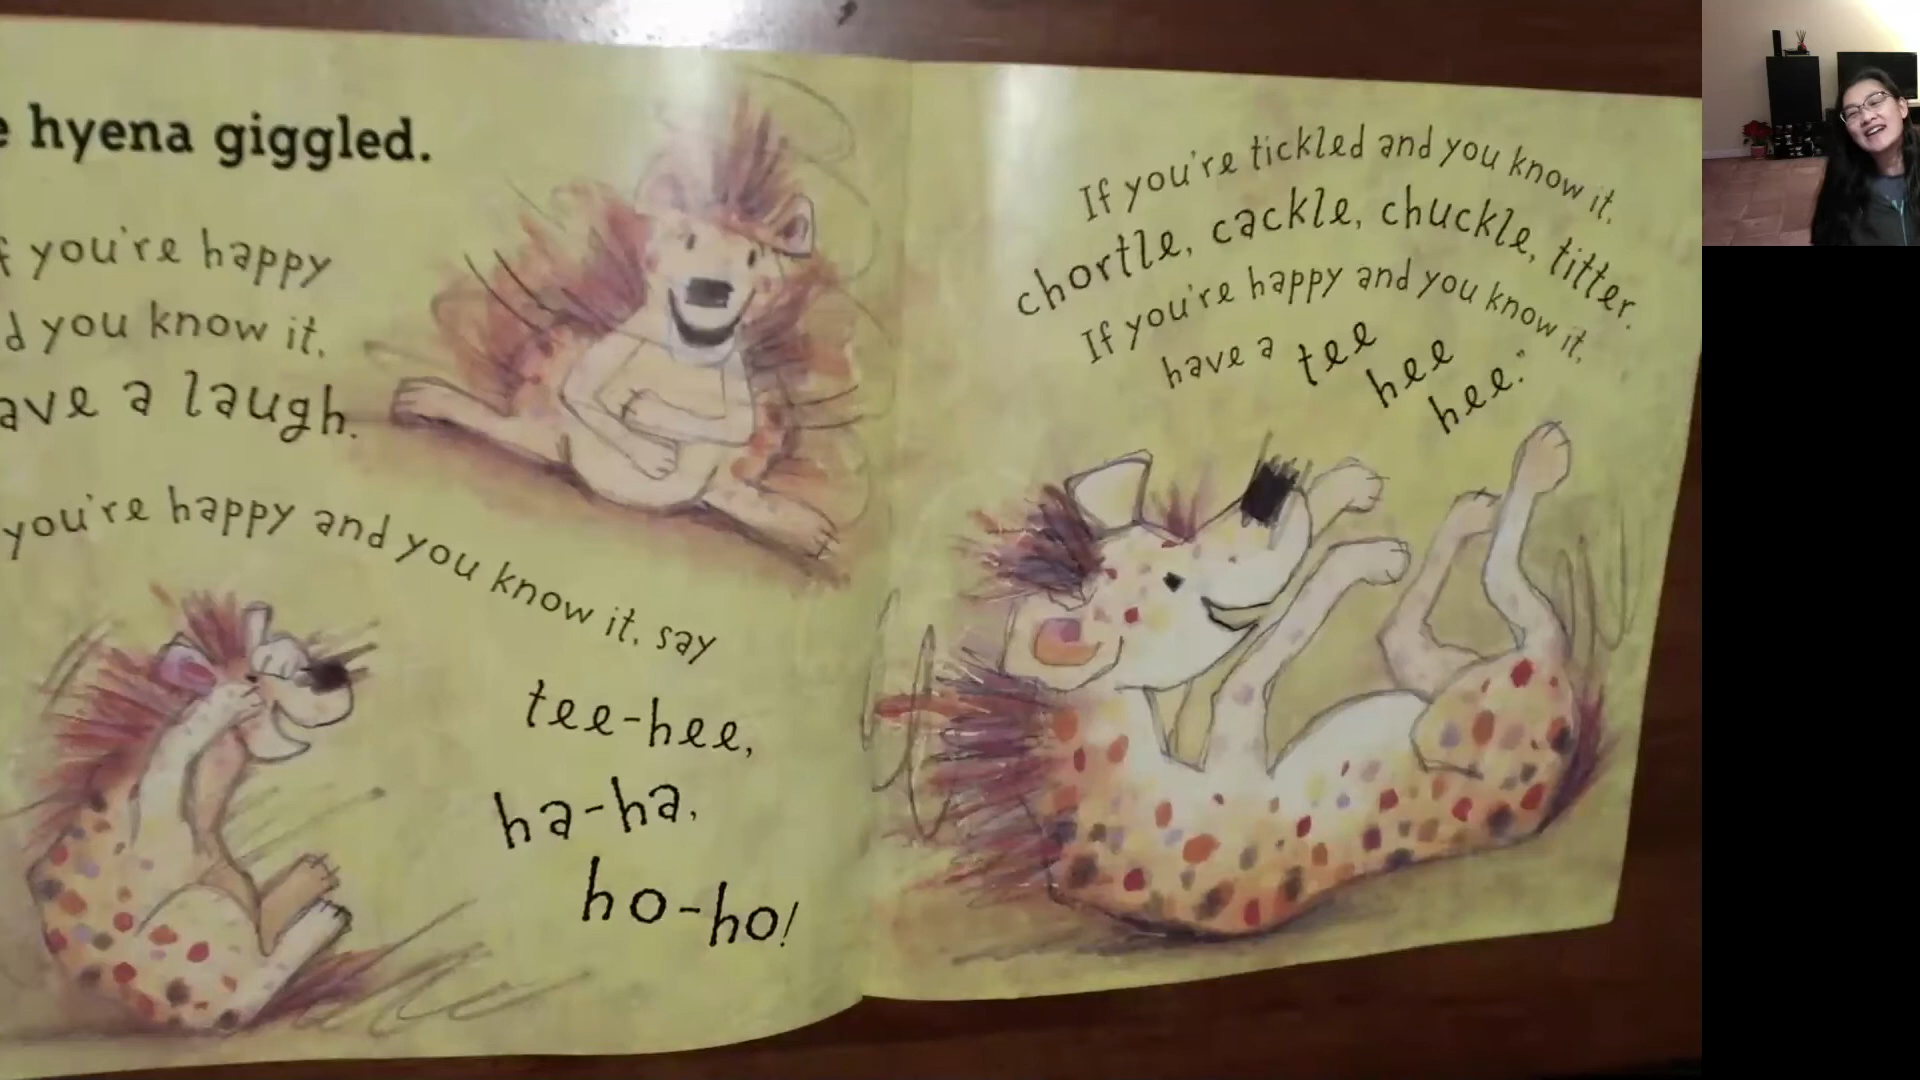 hyena giggled.
you're happy
you know it,
a laugh.
you're happy and you know it, say
tee-hee,
ha-ha,
ho-ho!
If you're tickled and you know it,
chortle, cackle, chuckle, titter.
If you're happy and you know it,
have a tee
hee
hee."